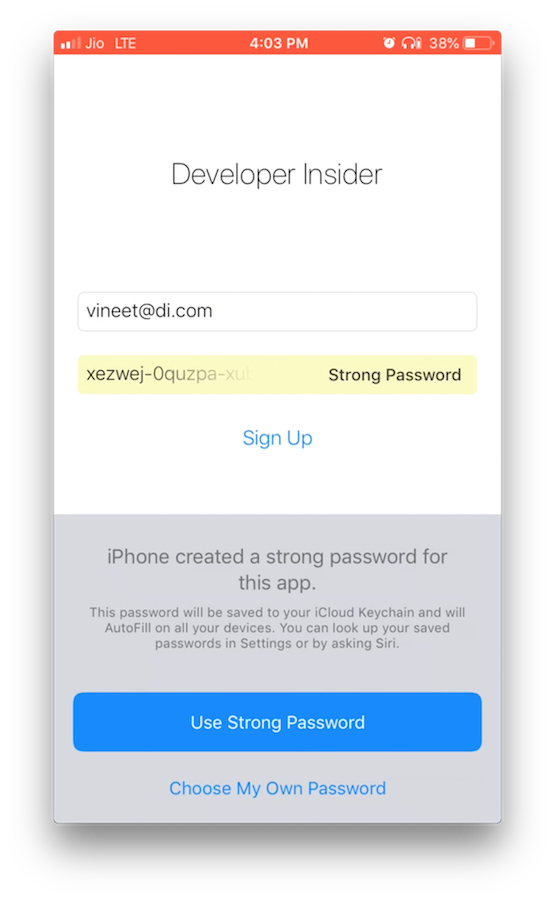 Jio LTE 4:03 PM 38%
Developer Insider
vineet@di.com
xezwej-0quzpa-xub Strong Password
Sign Up
iPhone created a strong password for
this app.
This password will be saved to your iCloud Keychain and will
AutoFill on all your devices. You can look up your saved
passwords in Settings or by asking Siri.
Use Strong Password
Choose My Own Password